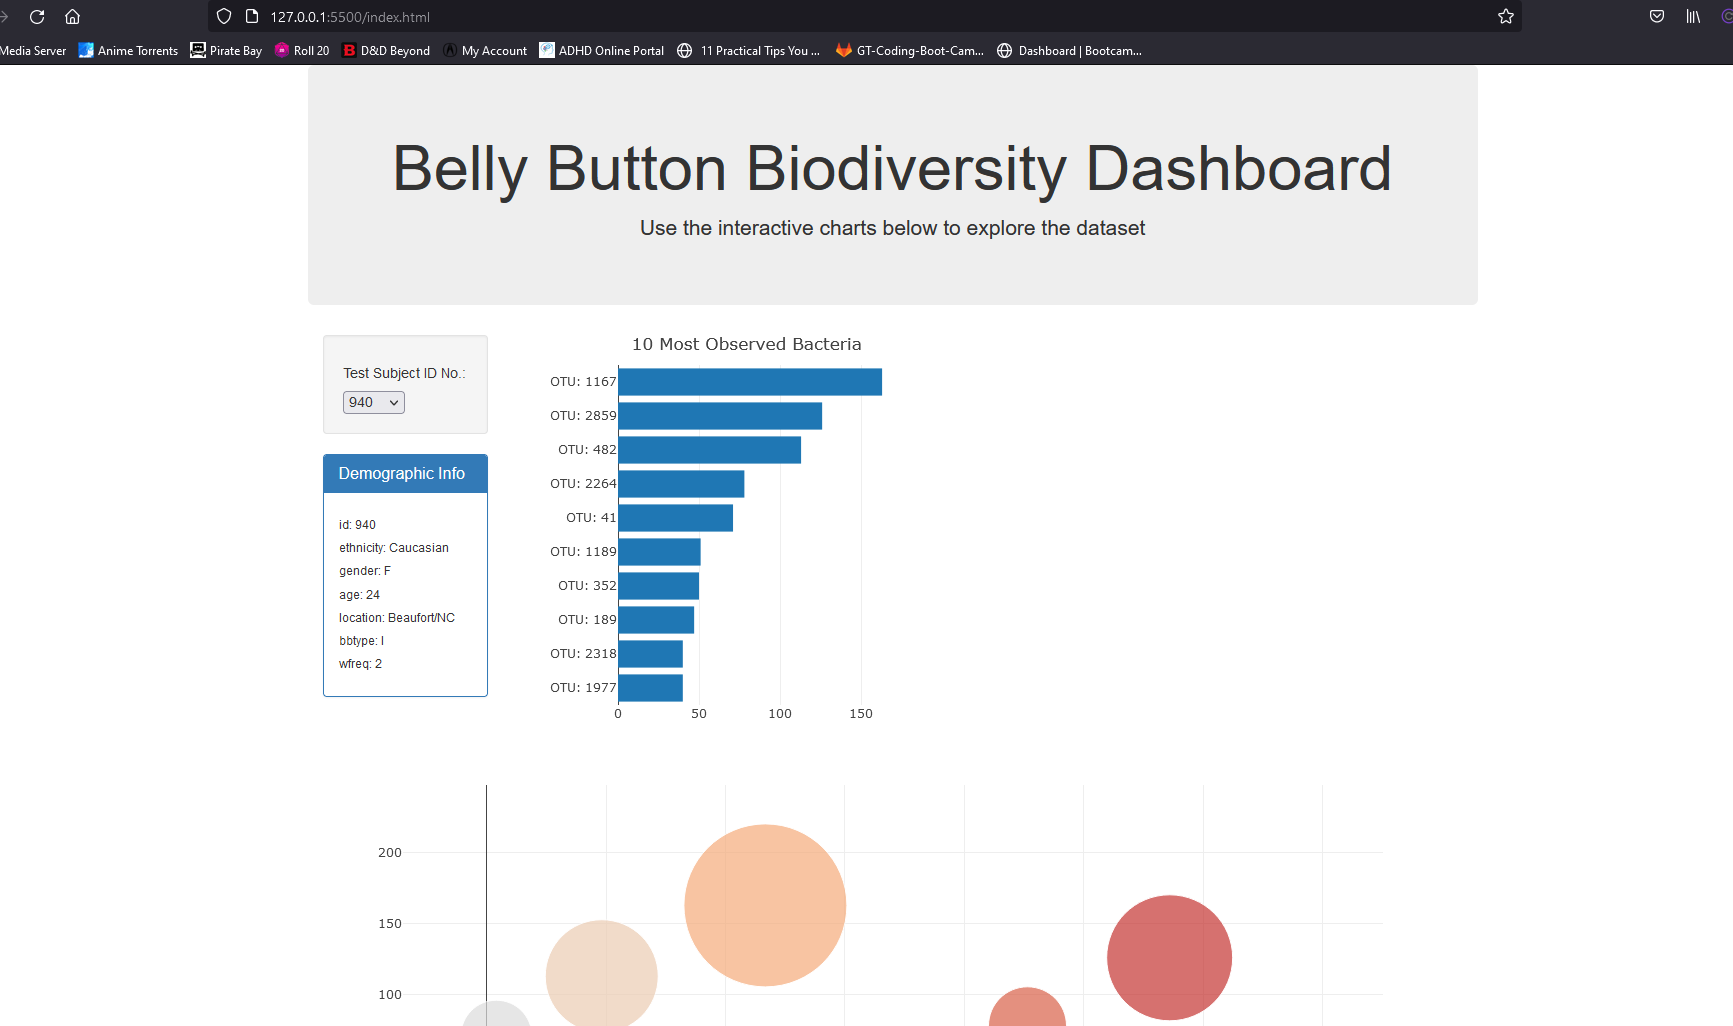 127.0.0.1:5500/index.html
Media Server Anime Torrents Pirate Bay Roll 20 D&D Beyond My Account ADHD Online Portal 11 Practical Tips You ... GT-Coding-Boot-Cam... Dashboard | Bootcam...
Belly Button Biodiversity Dashboard
Use the interactive charts below to explore the dataset
Test Subject ID No.:
940
Demographic Info
id: 940
ethnicity: Caucasian
gender: F
age: 24
location: Beaufort/NC
bbtype: I
wfreq: 2
10 Most Observed Bacteria
OTU: 1167
OTU: 2859
OTU: 482
OTU: 2264
OTU: 41
OTU: 1189
OTU: 352
OTU: 189
OTU: 2318
OTU: 1977
0 50 100 150
200
150
100